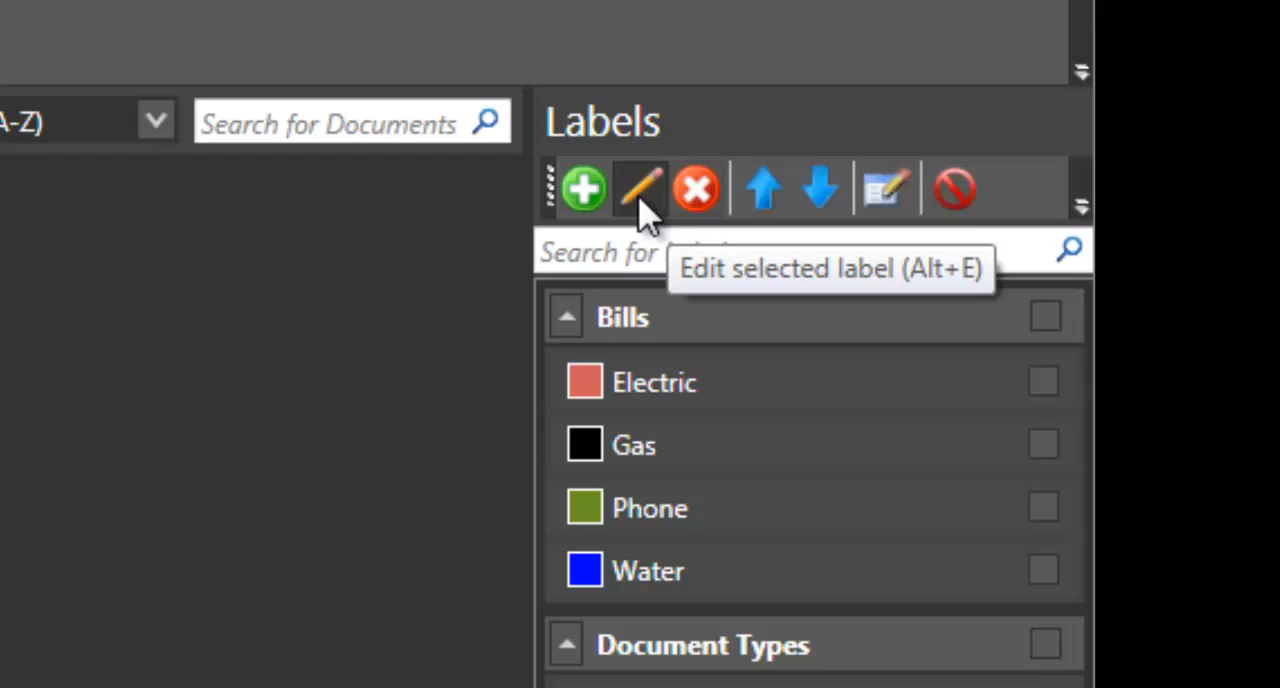 A-Z)
Search for Documents
Labels
Search for
Edit selected label (Alt+E)
Bills
Electric
Gas
Phone
Water
Document Types